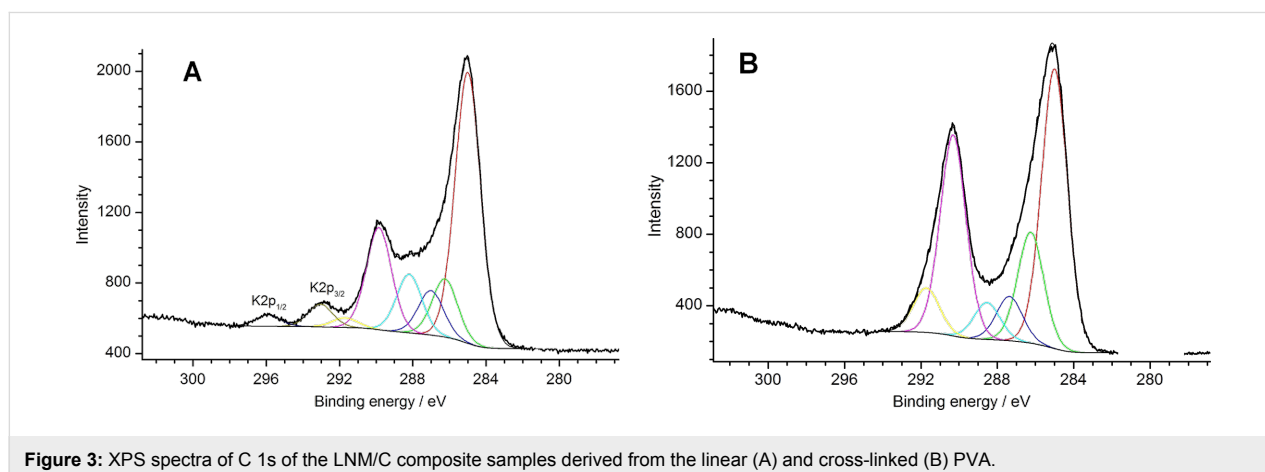 A
2000
1600
1200
800
400
Intensity
K2p1/2
K2p3/2
300
296
292
288
284
280
Binding energy / eV
B
1600
1200
800
400
Intensity
300
296
292
288
284
280
Binding energy / eV
Figure 3: XPS spectra of C 1s of the LNM/C composite samples derived from the linear (A) and cross-linked (B) PVA.